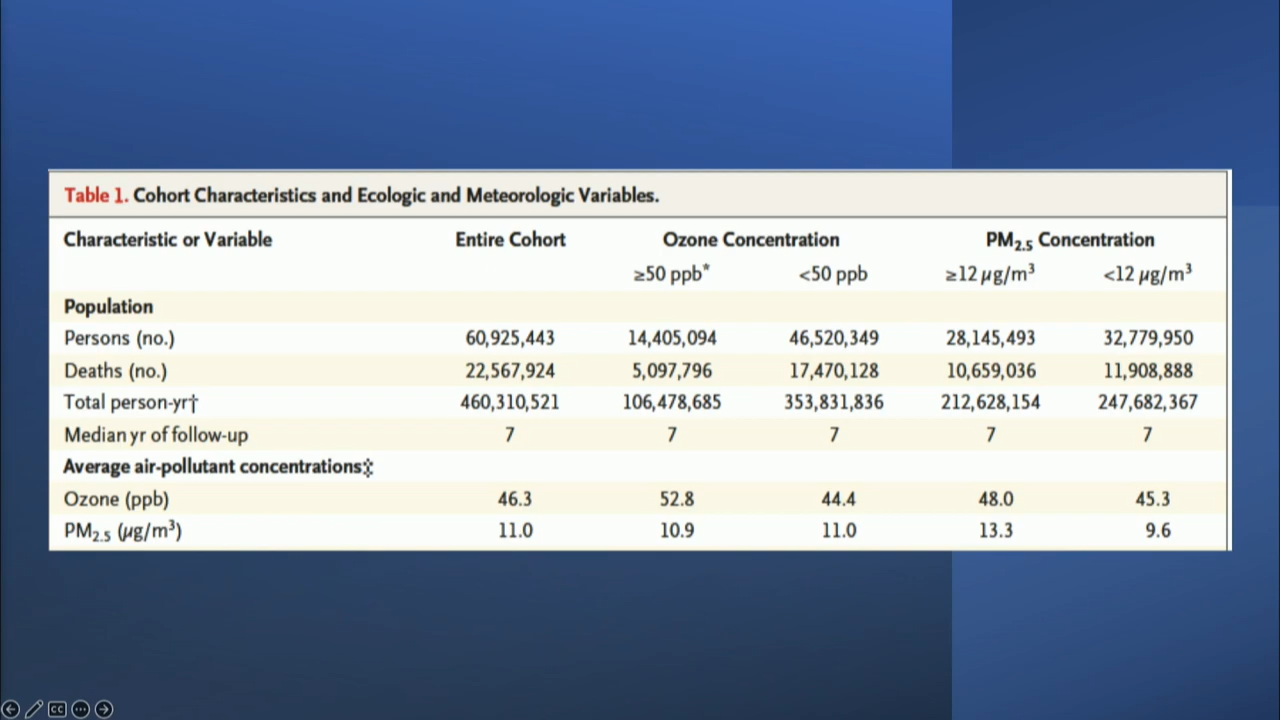 Table 1. Cohort Characteristics and Ecologic and Meteorologic Variables.
Characteristic or Variable Entire Cohort Ozone Concentration PM2.5 Concentration
≥50 ppb* <50 ppb ≥12 µg/m³ <12 µg/m³
Population
Persons (no.) 60,925,443 14,405,094 46,520,349 28,145,493 32,779,950
Deaths (no.) 22,567,924 5,097,796 17,470,128 10,659,036 11,908,888
Total person-yr† 460,310,521 106,478,685 353,831,836 212,628,154 247,682,367
Median yr of follow-up 7 7 7 7 7
Average air-pollutant concentrations‡
Ozone (ppb) 46.3 52.8 44.4 48.0 45.3
PM2.5 (µg/m³) 11.0 10.9 11.0 13.3 9.6
CC